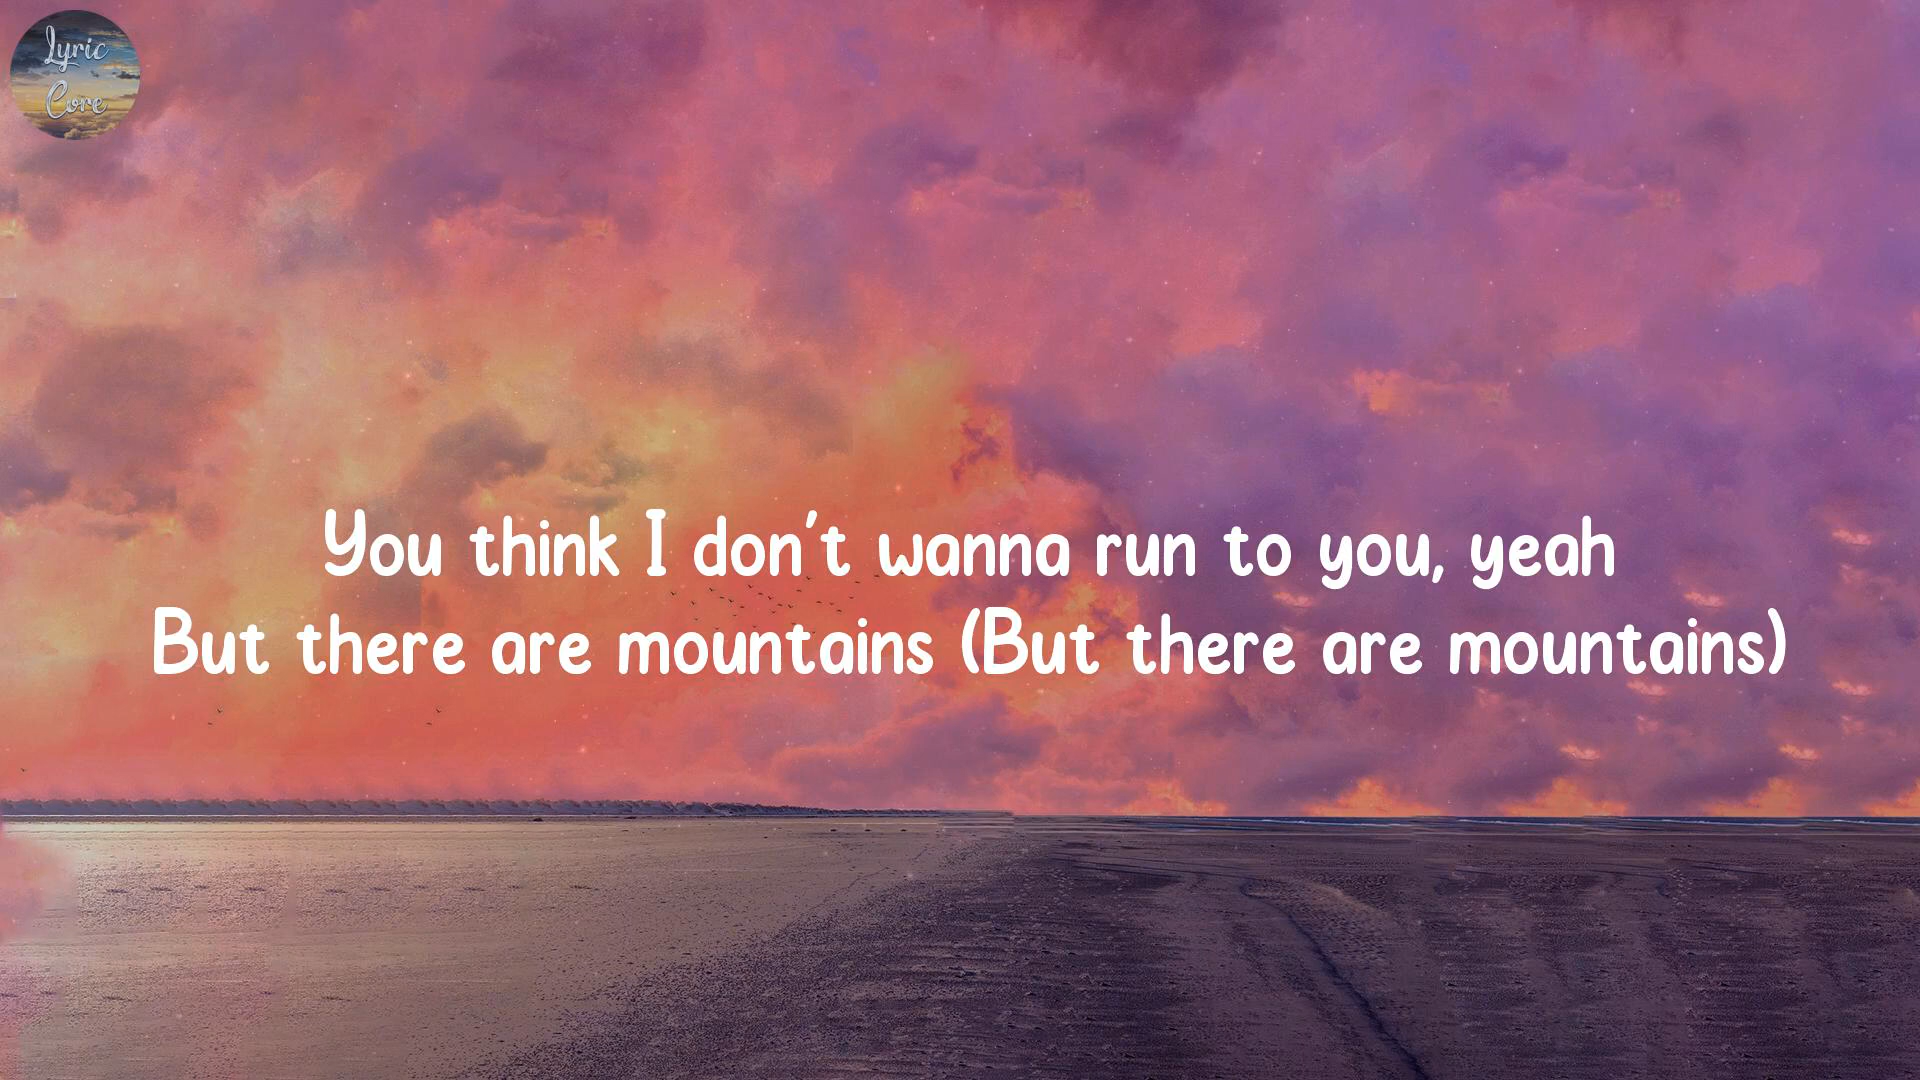 Lyric
Core
You think I don't wanna run to you, yeah
But there are mountains (But there are mountains)